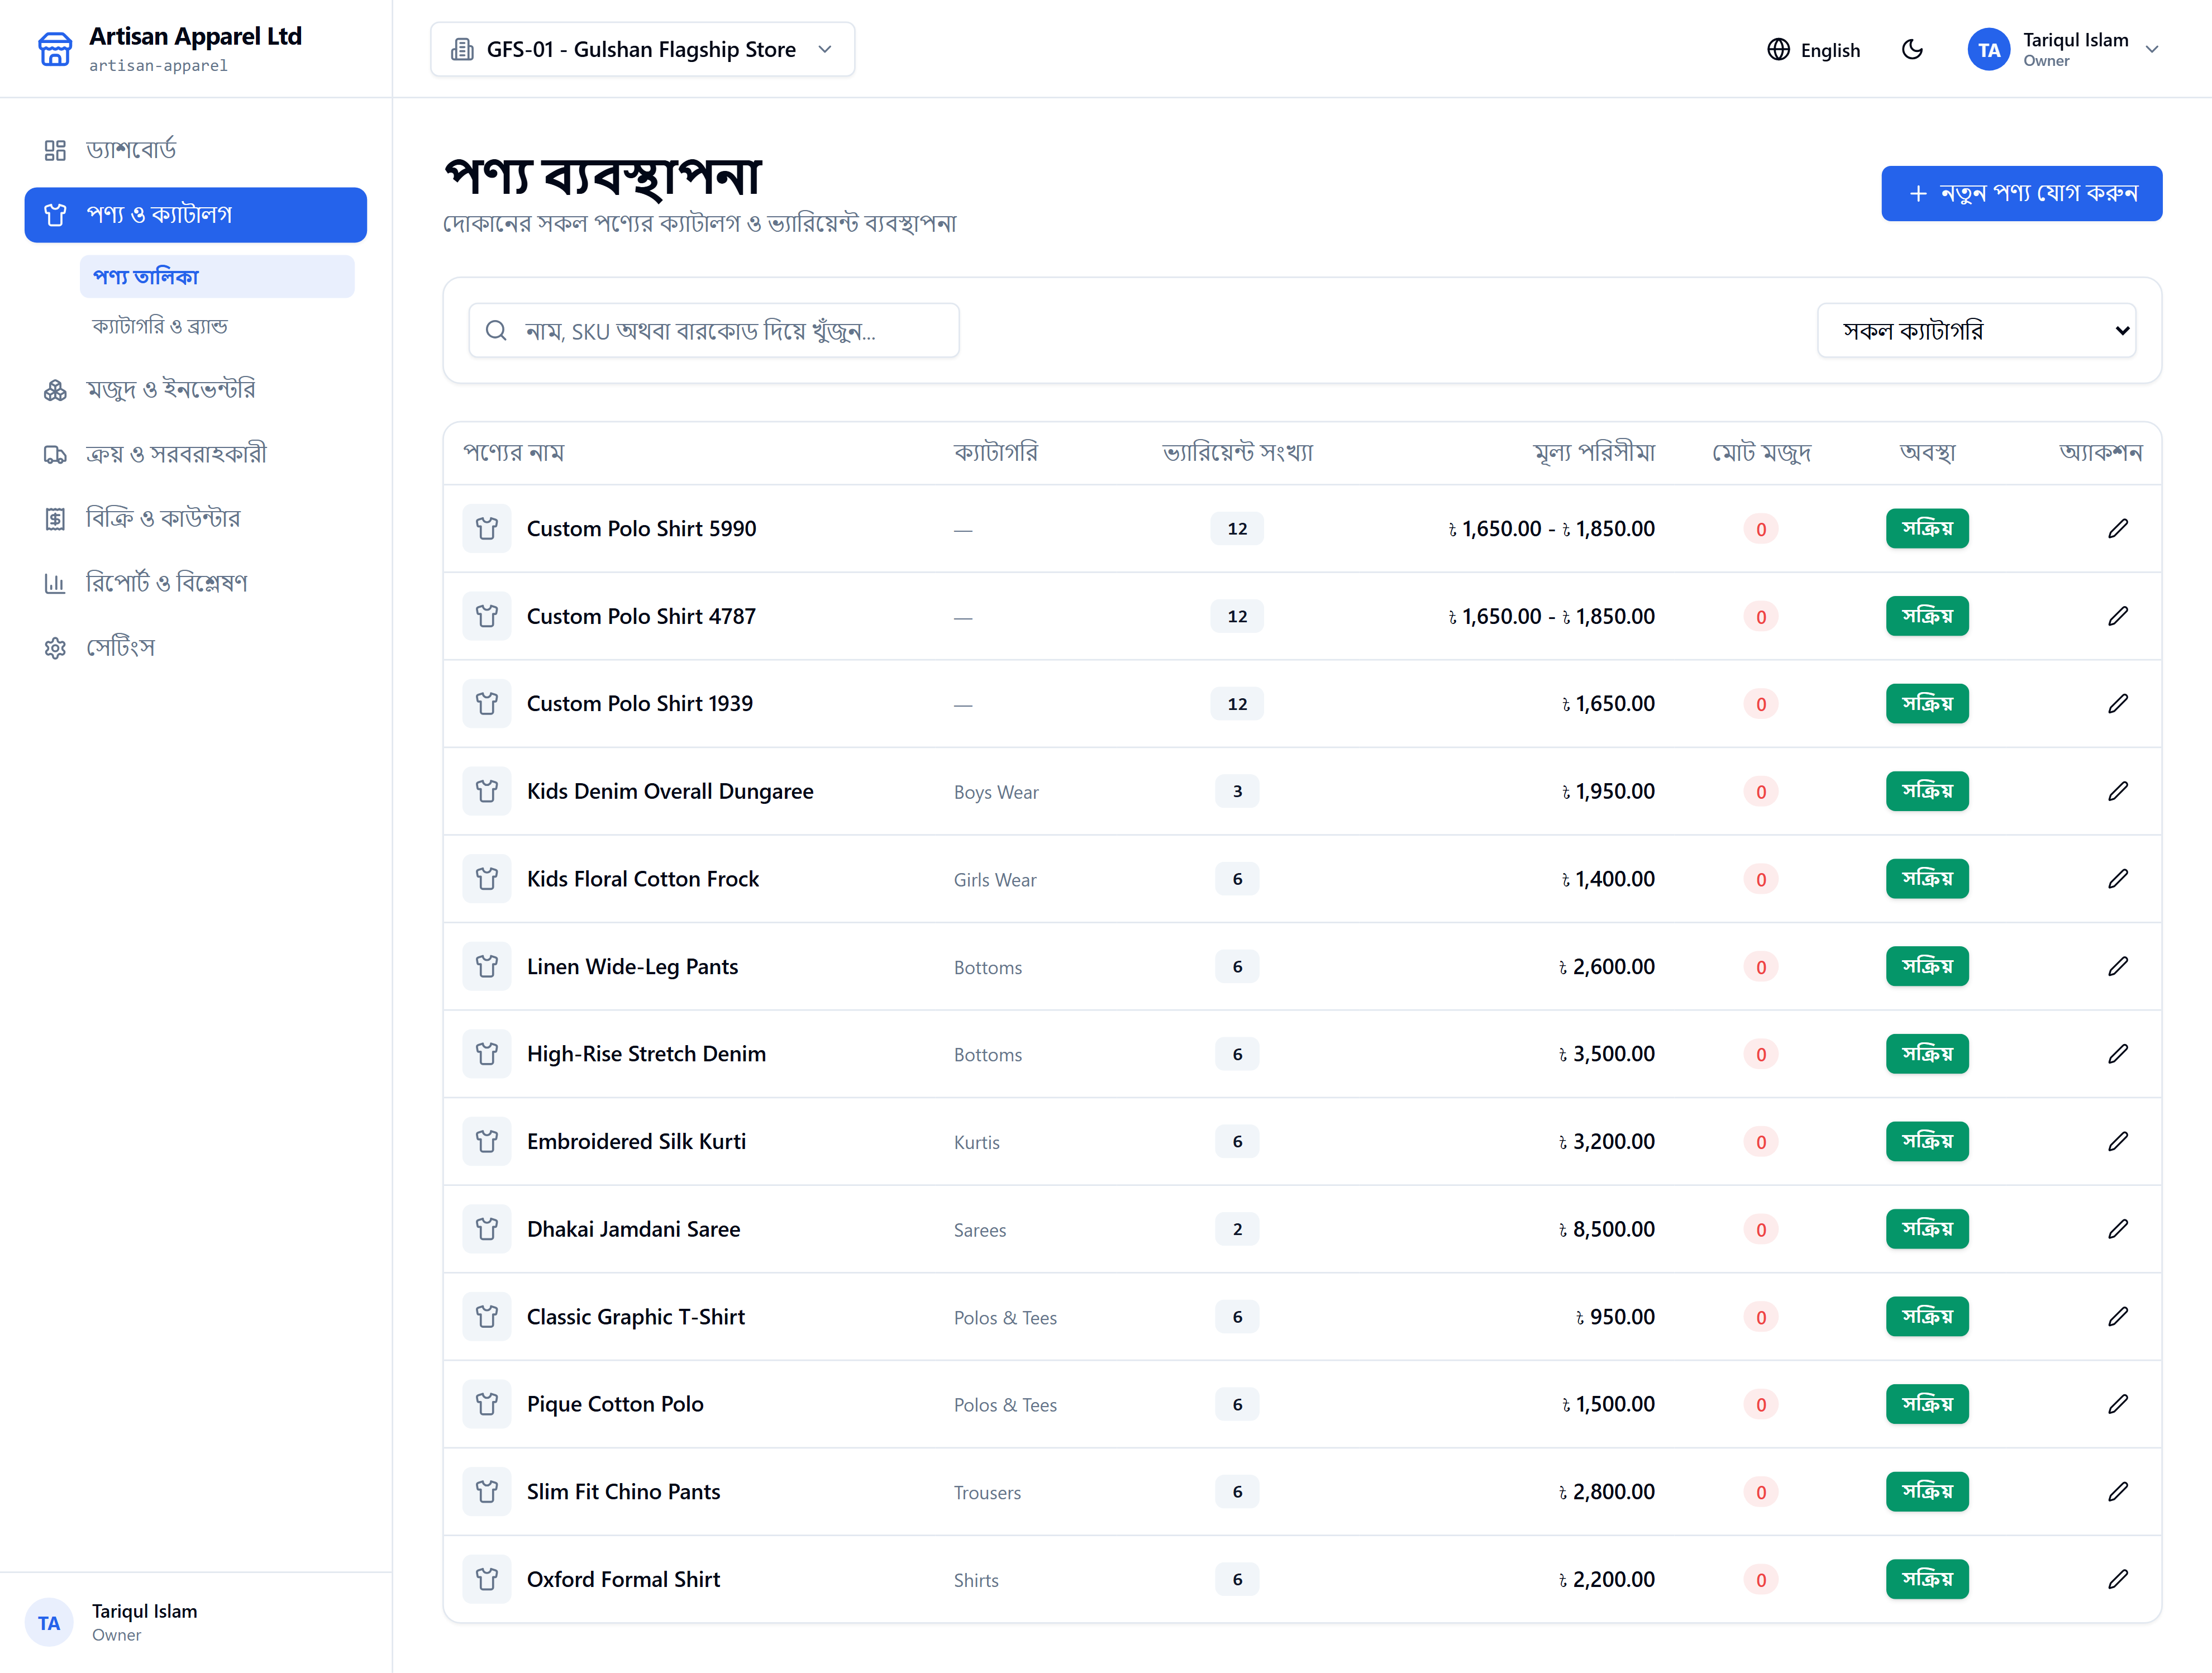 Artisan Apparel Ltd
artisan-apparel
GFS-01 - Gulshan Flagship Store
English
TA
Tariqul Islam
Owner
ড্যাশবোর্ড
পণ্য ও ক্যাটালগ
পণ্য তালিকা
ক্যাটাগরি ও ব্র্যান্ড
মজুদ ও ইনভেন্টরি
ক্রয় ও সরবরাহকারী
বিক্রি ও কাউন্টার
রিপোর্ট ও বিশ্লেষণ
সেটিংস
TA
Tariqul Islam
Owner
পণ্য ব্যবস্থাপনা
দোকানের সকল পণ্যের ক্যাটালগ ও ভ্যারিয়েন্ট ব্যবস্থাপনা
+ নতুন পণ্য যোগ করুন
নাম, SKU অথবা বারকোড দিয়ে খুঁজুন...
সকল ক্যাটাগরি
পণ্যের নাম ক্যাটাগরি ভ্যারিয়েন্ট সংখ্যা মূল্য পরিসীমা মোট মজুদ অবস্থা অ্যাকশন
Custom Polo Shirt 5990 — 12 ৳ 1,650.00 - ৳ 1,850.00 0 সক্রিয়
Custom Polo Shirt 4787 — 12 ৳ 1,650.00 - ৳ 1,850.00 0 সক্রিয়
Custom Polo Shirt 1939 — 12 ৳ 1,650.00 0 সক্রিয়
Kids Denim Overall Dungaree Boys Wear 3 ৳ 1,950.00 0 সক্রিয়
Kids Floral Cotton Frock Girls Wear 6 ৳ 1,400.00 0 সক্রিয়
Linen Wide-Leg Pants Bottoms 6 ৳ 2,600.00 0 সক্রিয়
High-Rise Stretch Denim Bottoms 6 ৳ 3,500.00 0 সক্রিয়
Embroidered Silk Kurti Kurtis 6 ৳ 3,200.00 0 সক্রিয়
Dhakai Jamdani Saree Sarees 2 ৳ 8,500.00 0 সক্রিয়
Classic Graphic T-Shirt Polos & Tees 6 ৳ 950.00 0 সক্রিয়
Pique Cotton Polo Polos & Tees 6 ৳ 1,500.00 0 সক্রিয়
Slim Fit Chino Pants Trousers 6 ৳ 2,800.00 0 সক্রিয়
Oxford Formal Shirt Shirts 6 ৳ 2,200.00 0 সক্রিয়